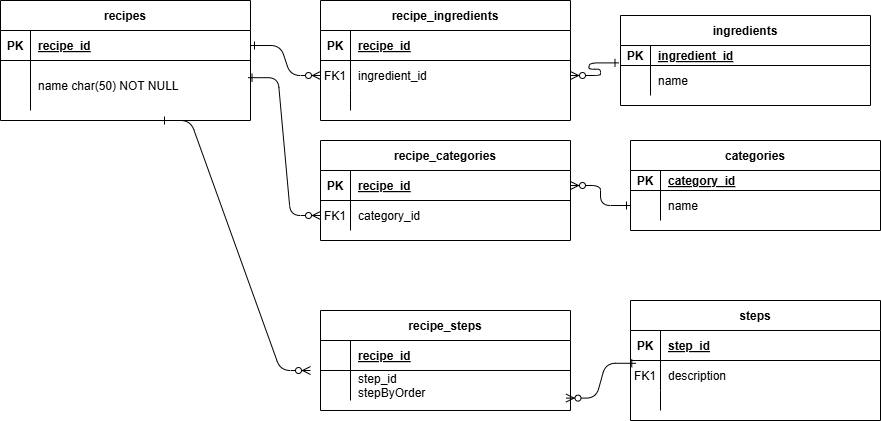 recipes
PK recipe_id
name char(50) NOT NULL
recipe_ingredients
PK recipe_id
FK1 ingredient_id
ingredients
PK ingredient_id
name
recipe_categories
PK recipe_id
FK1 category_id
categories
PK category_id
name
recipe_steps
recipe_id
step_id
stepByOrder
steps
PK step_id
FK1 description